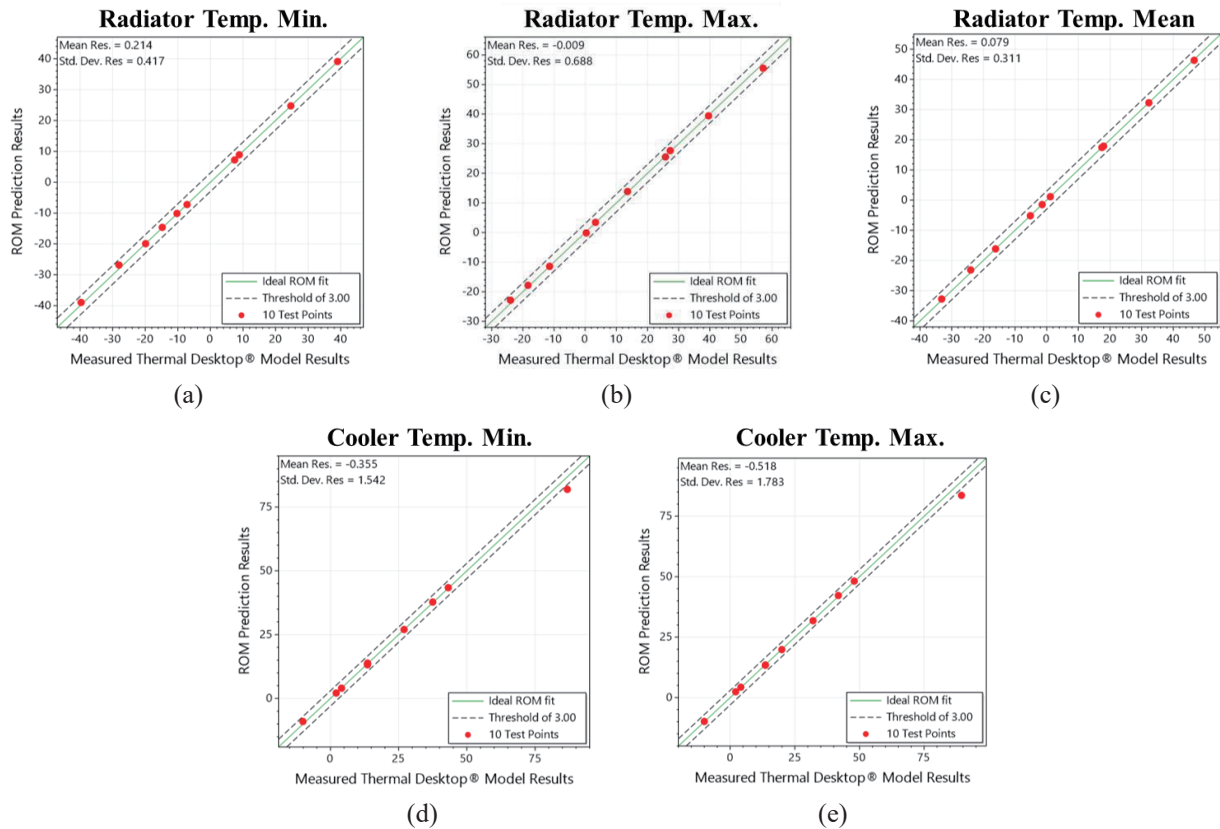 Radiator Temp. Min.
Mean Res. = 0.214
Std. Dev. Res = 0.417
40
30
20
10
0
-10
-20
-30
-40
ROM Prediction Results
Ideal ROM fit
Threshold of 3.00
10 Test Points
-40 -30 -20 -10 0 10 20 30 40
Measured Thermal Desktop® Model Results
(a)
Radiator Temp. Max.
Mean Res. = -0.009
Std. Dev. Res = 0.688
60
50
40
30
20
10
0
-10
-20
-30
ROM Prediction Results
Ideal ROM fit
Threshold of 3.00
10 Test Points
-30 -20 -10 0 10 20 30 40 50 60
Measured Thermal Desktop® Model Results
(b)
Radiator Temp. Mean
Mean Res. = 0.079
Std. Dev. Res = 0.311
50
40
30
20
10
0
-10
-20
-30
-40
ROM Prediction Results
Ideal ROM fit
Threshold of 3.00
10 Test Points
-40 -30 -20 -10 0 10 20 30 40 50
Measured Thermal Desktop® Model Results
(c)
Cooler Temp. Min.
Mean Res. = -0.355
Std. Dev. Res = 1.542
75
50
25
0
ROM Prediction Results
Ideal ROM fit
Threshold of 3.00
10 Test Points
0 25 50 75
Measured Thermal Desktop® Model Results
(d)
Cooler Temp. Max.
Mean Res. = -0.518
Std. Dev. Res = 1.783
75
50
25
0
ROM Prediction Results
Ideal ROM fit
Threshold of 3.00
10 Test Points
0 25 50 75
Measured Thermal Desktop® Model Results
(e)